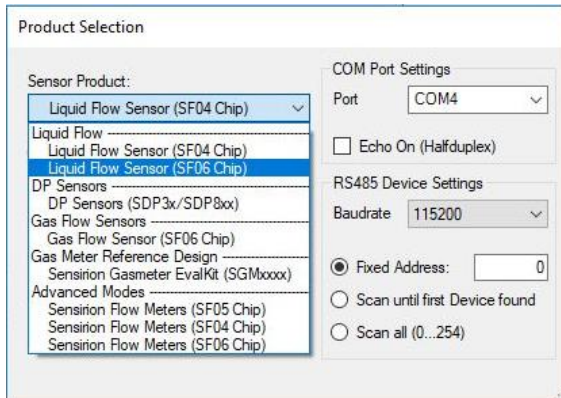 Product Selection
Sensor Product:
Liquid Flow Sensor (SF04 Chip)
Liquid Flow
Liquid Flow Sensor (SF04 Chip)
Liquid Flow Sensor (SF06 Chip)
DP Sensors
DP Sensors (SDP3x/SDP8xx)
Gas Flow Sensors
Gas Flow Sensor (SF06 Chip)
Gas Meter Reference Design
Sensirion Gasmeter EvalKit (SGMxxxx)
Advanced Modes
Sensirion Flow Meters (SF05 Chip)
Sensirion Flow Meters (SF04 Chip)
Sensirion Flow Meters (SF06 Chip)
COM Port Settings
Port COM4
Echo On (Halfduplex)
RS485 Device Settings
Baudrate 115200
Fixed Address: 0
Scan until first Device found
Scan all (0...254)